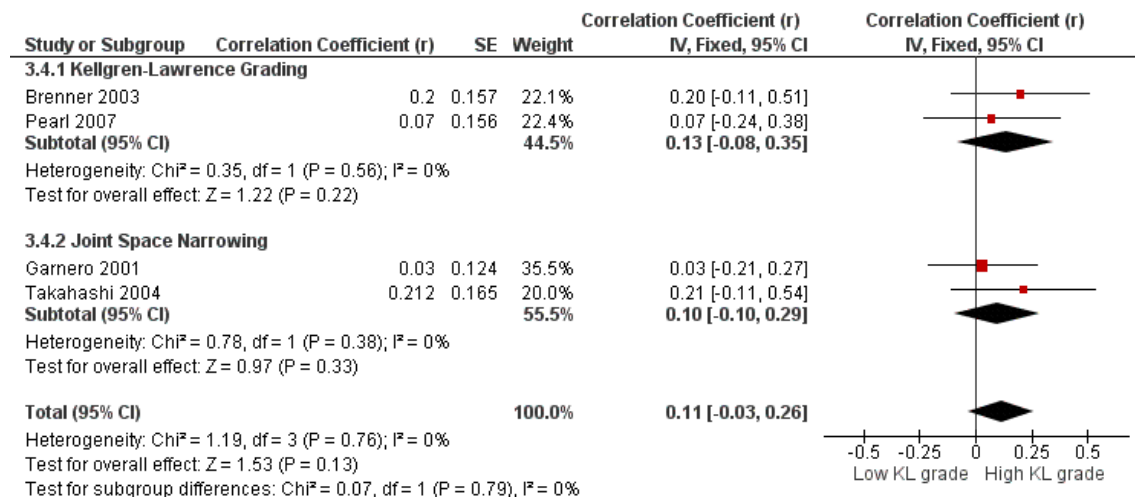 Correlation Coefficient (r) Correlation Coefficient (r)
Study or Subgroup Correlation Coefficient (r) SE Weight IV, Fixed, 95% CI IV, Fixed, 95% CI
3.4.1 Kellgren-Lawrence Grading
Brenner 2003 0.2 0.157 22.1% 0.20 [-0.11, 0.51]
Pearl 2007 0.07 0.156 22.4% 0.07 [-0.24, 0.38]
Subtotal (95% CI) 44.5% 0.13 [-0.08, 0.35]
Heterogeneity: Chi² = 0.35, df = 1 (P = 0.56); I² = 0%
Test for overall effect: Z = 1.22 (P = 0.22)
3.4.2 Joint Space Narrowing
Garnero 2001 0.03 0.124 35.5% 0.03 [-0.21, 0.27]
Takahashi 2004 0.212 0.165 20.0% 0.21 [-0.11, 0.54]
Subtotal (95% CI) 55.5% 0.10 [-0.10, 0.29]
Heterogeneity: Chi² = 0.78, df = 1 (P = 0.38); I² = 0%
Test for overall effect: Z = 0.97 (P = 0.33)
Total (95% CI) 100.0% 0.11 [-0.03, 0.26]
Heterogeneity: Chi² = 1.19, df = 3 (P = 0.76); I² = 0%
Test for overall effect: Z = 1.53 (P = 0.13)
Test for subgroup differences: Chi² = 0.07, df = 1 (P = 0.79), I² = 0%
-0.5 -0.25 0 0.25 0.5
Low KL grade High KL grade